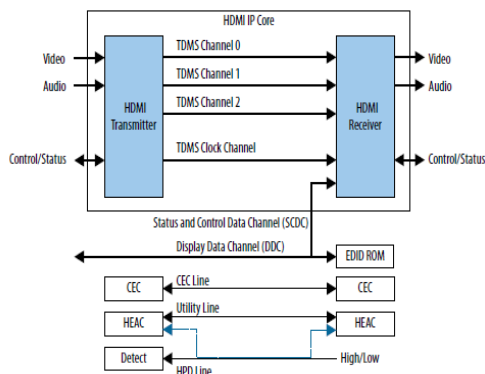 HDMI IP Core
TDMS Channel 0
Video
Video
TDMS Channel 1
Audio
Audio
TDMS Channel 2
HDMI
Transmitter
HDMI
Receiver
TDMS Clock Channel
Control/Status
Control/Status
Status and Control Data Channel (SCDC)
Display Data Channel (DDC)
EDID ROM
CEC
CEC Line
CEC
Utility Line
HEAC
HEAC
Detect
High/Low
HPD Line